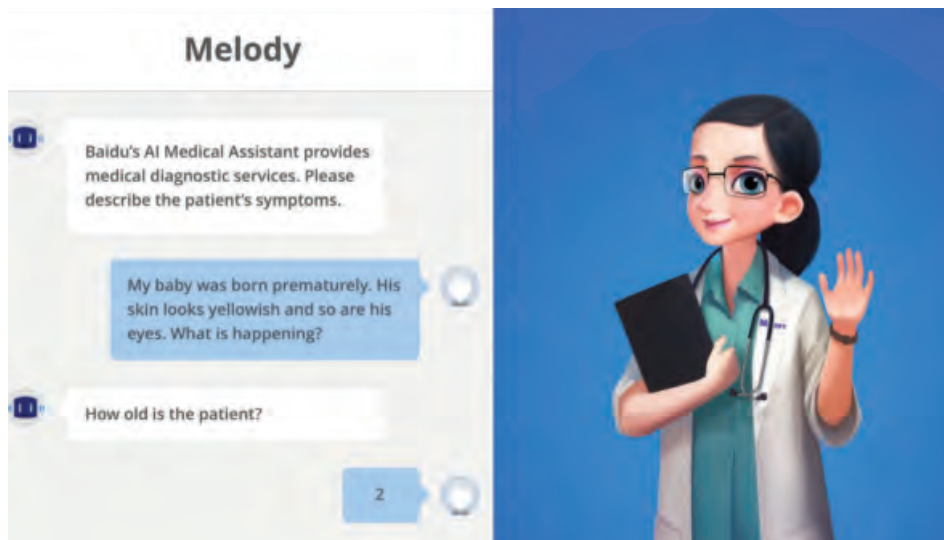 Melody
Baidu's AI Medical Assistant provides
medical diagnostic services. Please
describe the patient's symptoms.
My baby was born prematurely. His
skin looks yellowish and so are his
eyes. What is happening?
How old is the patient?
2